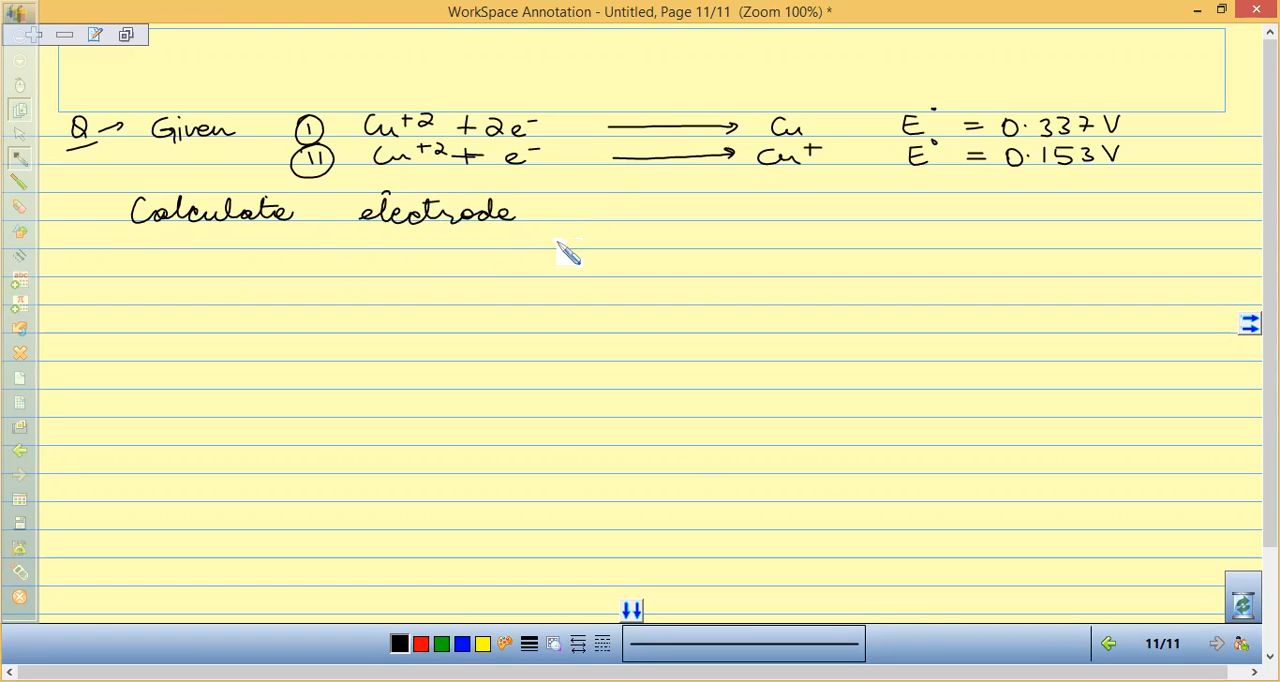 WorkSpace Annotation - Untitled, Page 11/11 (Zoom 100%) *
Q → Given Ⓘ Cu+2 + 2e- ⟶ Cu E° = 0.337 V
ⓘⓘ Cu+2 + e- ⟶ Cu+ E° = 0.153 V
Calculate electrode
abc
π
11/11